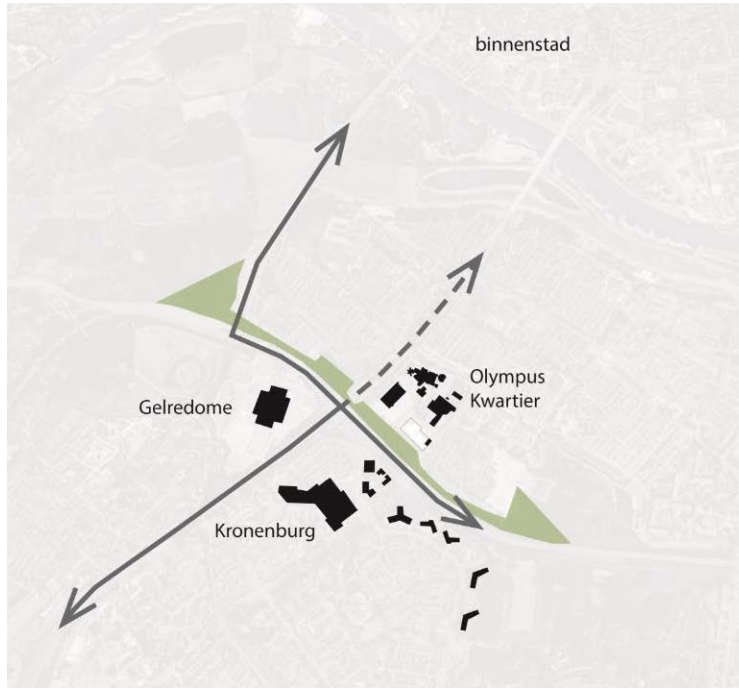 binnenstad
Olympus
Kwartier
Gelredome
Kronenburg